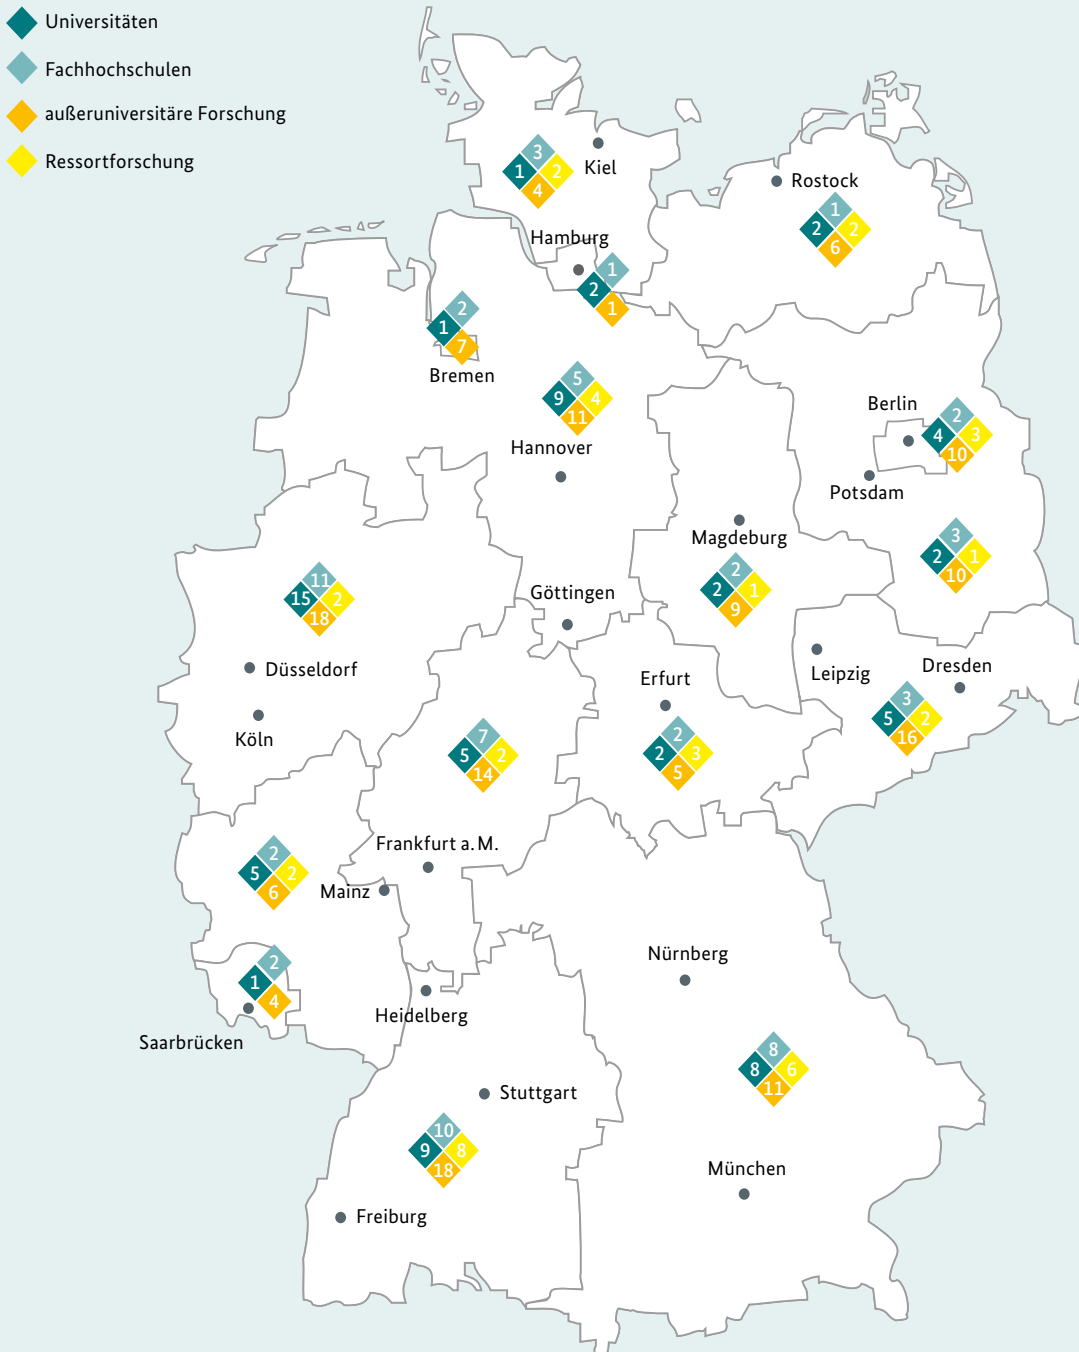 Universitäten
Fachhochschulen
außeruniversitäre Forschung
Ressortforschung
3
1 2
4
Kiel
Rostock
1
2 2
6
Hamburg
1
2
1
2
1
7
Bremen
5
9 4
11
Hannover
Berlin
2
4 3
10
Potsdam
Magdeburg
3
2 1
10
2
2 1
9
11
15 2
18
Göttingen
Düsseldorf
Köln
Erfurt
Leipzig
Dresden
3
5 2
16
7
5 2
14
2
2 3
5
Frankfurt a. M.
2
5 2
6
Mainz
2
1
4
Saarbrücken
Heidelberg
Nürnberg
8
8 6
11
Stuttgart
10
9 8
18
München
Freiburg